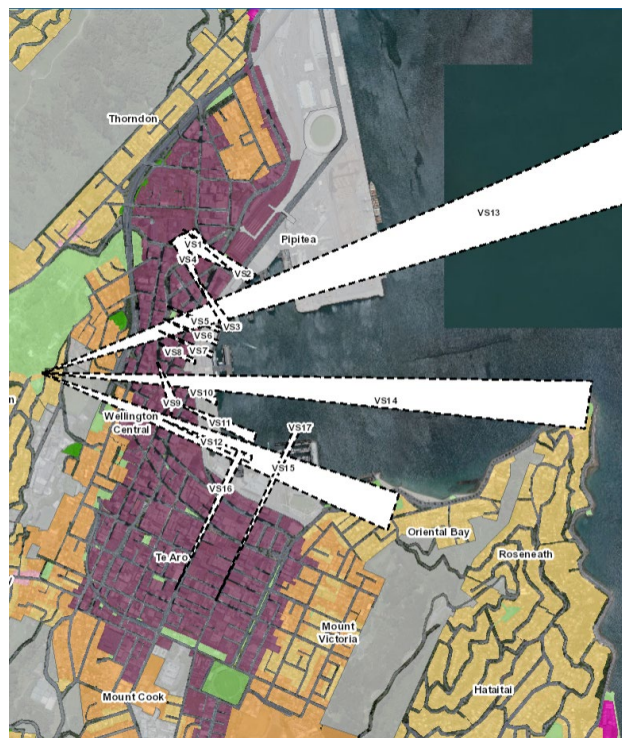 Thorndon
VS13
Pipitea
VS1
VS4
VS2
VS5
VS3
VS6
VS8
VS7
VS10
VS14
VS9
n
Wellington
Central
VS11
VS17
VS12
VS15
VS16
Oriental Bay
Te Aro
Roseneath
Mount
Victoria
Hataitai
Mount Cook